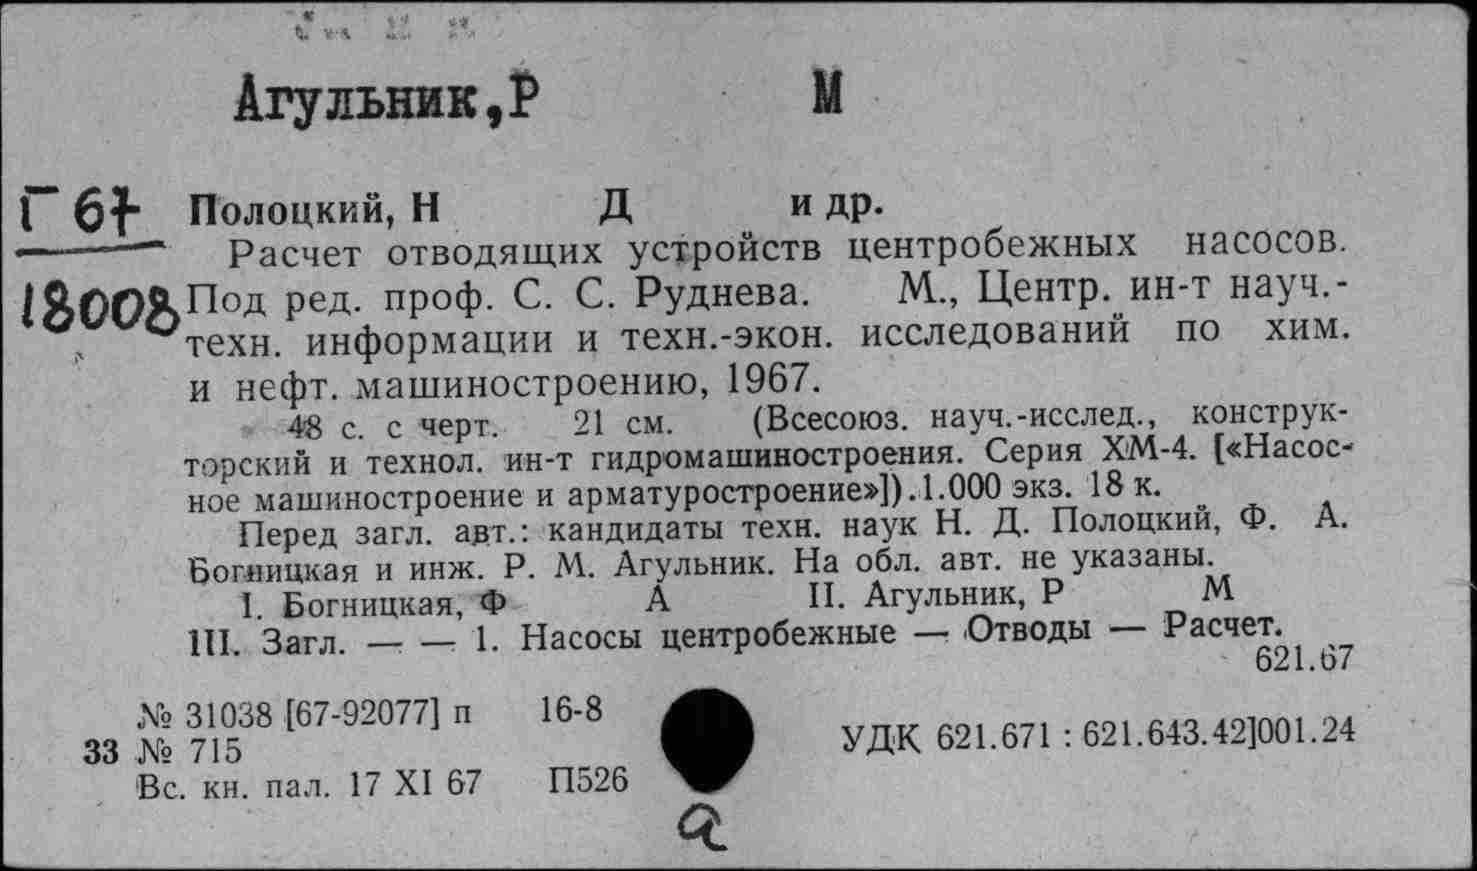 Агульник,Р М
Г 67 Полоцкий, Н Д и др.
Расчет отводящих устройств центробежных насосов.
18008 Под ред. проф. С. С. Руднева. М., Центр. ин-т науч.-
техн. информации и техн.-экон. исследований по хим.
и нефт. машиностроению, 1967.
48 с. с черт. 21 см. (Всесоюз. науч.-исслед., конструк-
торский и технол. ин-т гидромашиностроения. Серия ХМ-4. [«Насос-
ное машиностроение и арматуростроение»]). 1.000 экз. 18 к.
Перед загл. авт.: кандидаты техн. наук Н. Д. Полоцкий, Ф. А.
Богницкая и инж. Р. М. Агульник. На обл. авт. не указаны.
I. Богницкая, Ф А II. Агульник, Р М
III. Загл. — — 1. Насосы центробежные — Отводы — Расчет.
621.67
№ 31038 [67-92077] п 16-8
33 № 715 УДК 621.671 : 621.643.42]001.24
Вс. кн. пал. 17 XI 67 П526
а